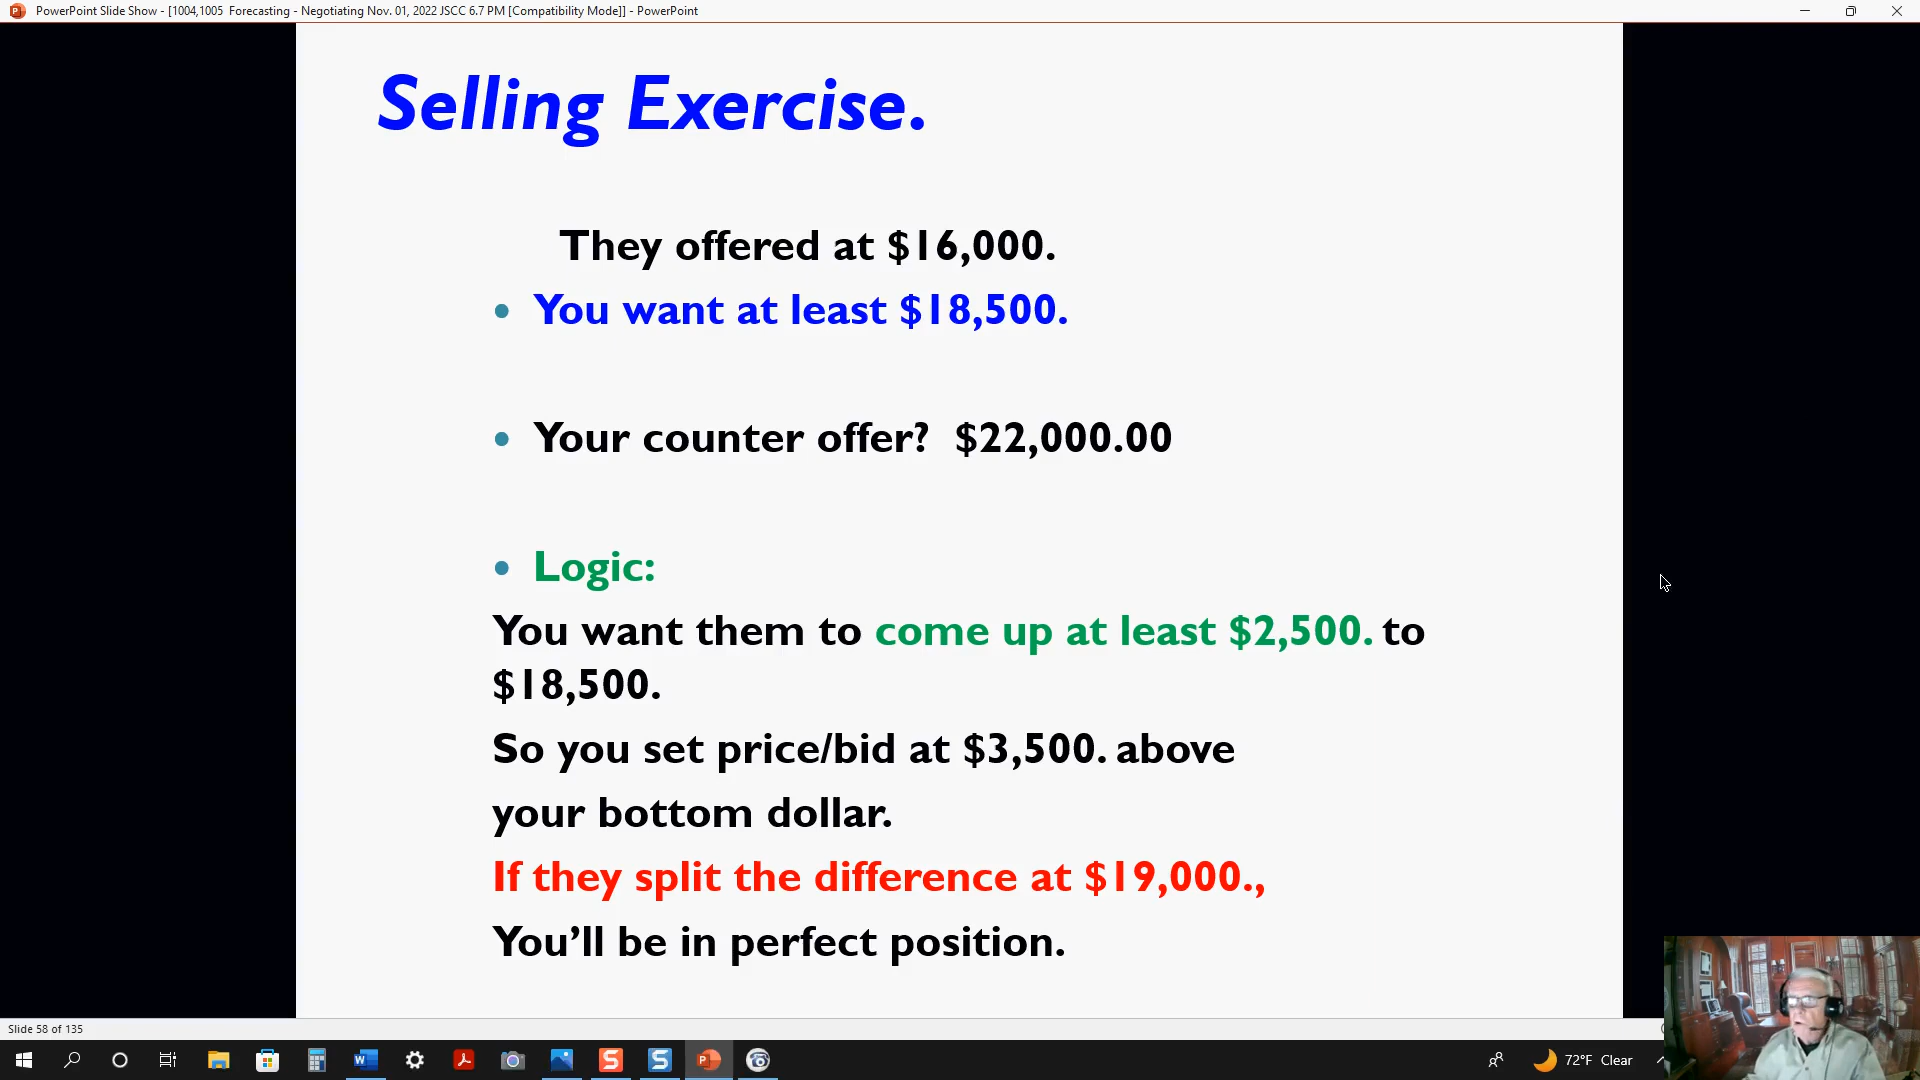 PowerPoint Slide Show - [1004,1005 Forecasting - Negotiating Nov. 01, 2022 JSCC 6.7 PM [Compatibility Mode]] - PowerPoint
Selling Exercise.
They offered at $16,000.
• You want at least $18,500.
• Your counter offer? $22,000.00
• Logic:
You want them to come up at least $2,500. to
$18,500.
So you set price/bid at $3,500. above
your bottom dollar.
If they split the difference at $19,000.,
You’ll be in perfect position.
Slide 58 of 135
72°F Clear